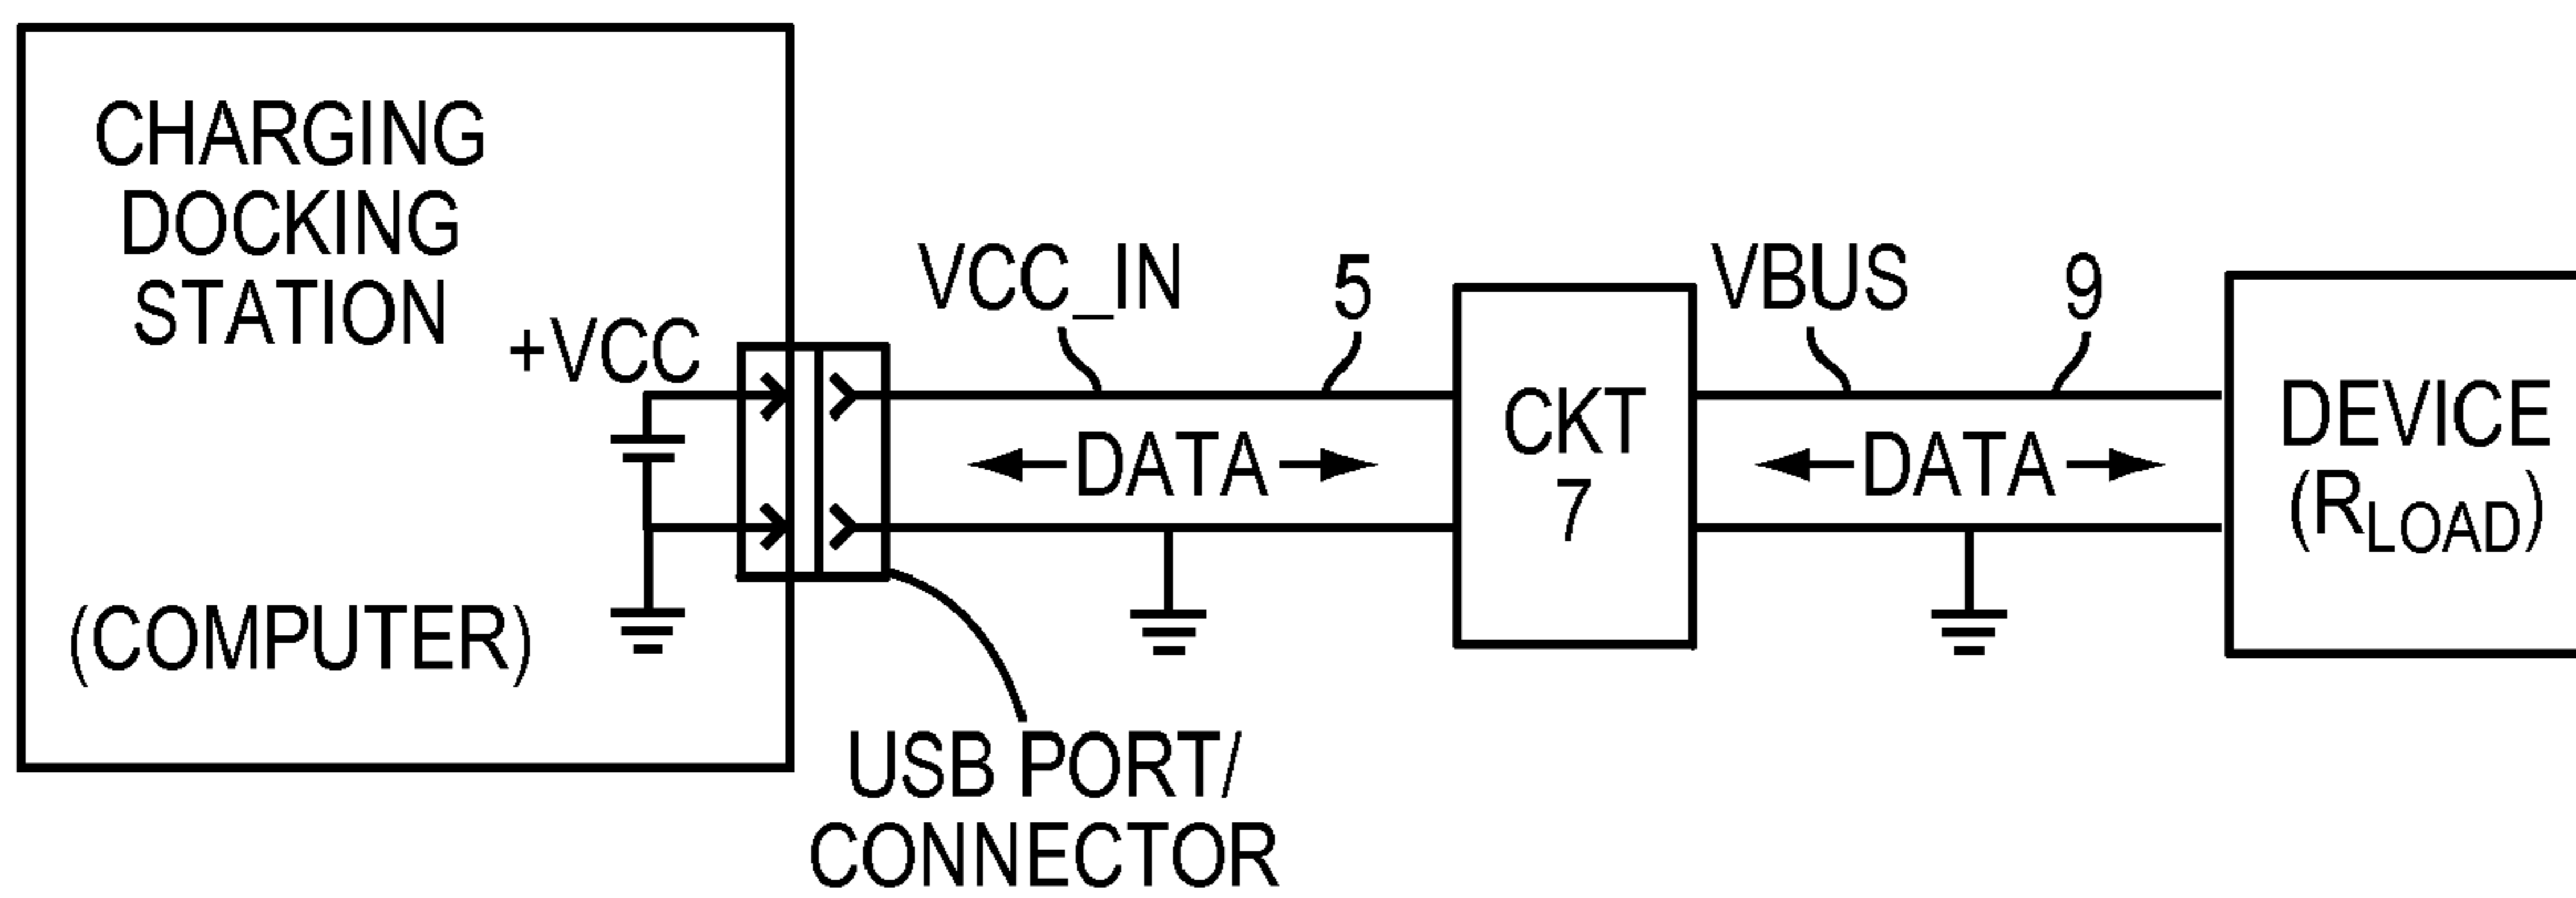 CHARGING
DOCKING
STATION
+VCC
(COMPUTER)
USB PORT/
CONNECTOR
VCC_IN
5
DATA
CKT
7
VBUS
9
DATA
DEVICE
(RLOAD)